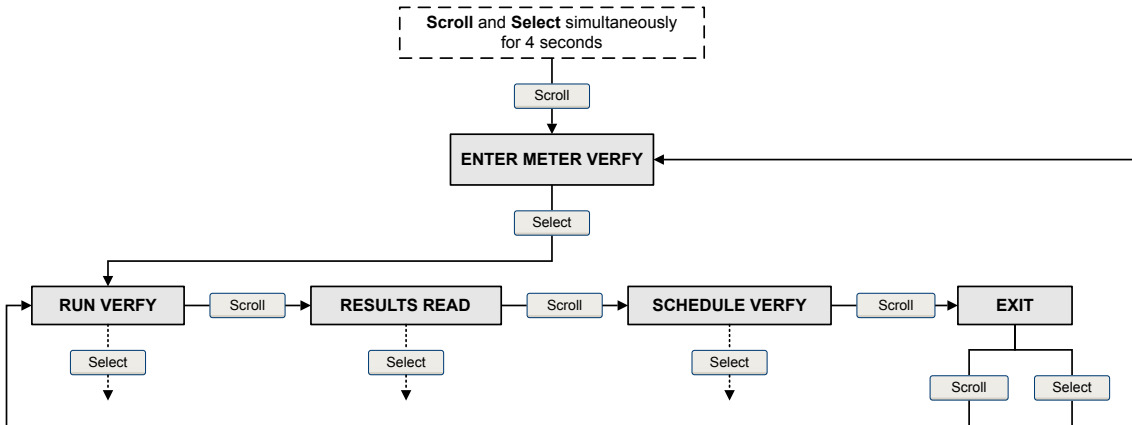 Scroll and Select simultaneously
for 4 seconds
Scroll
ENTER METER VERFY
Select
RUN VERFY
Scroll
RESULTS READ
Scroll
SCHEDULE VERFY
Scroll
EXIT
Select
Select
Select
Scroll
Select